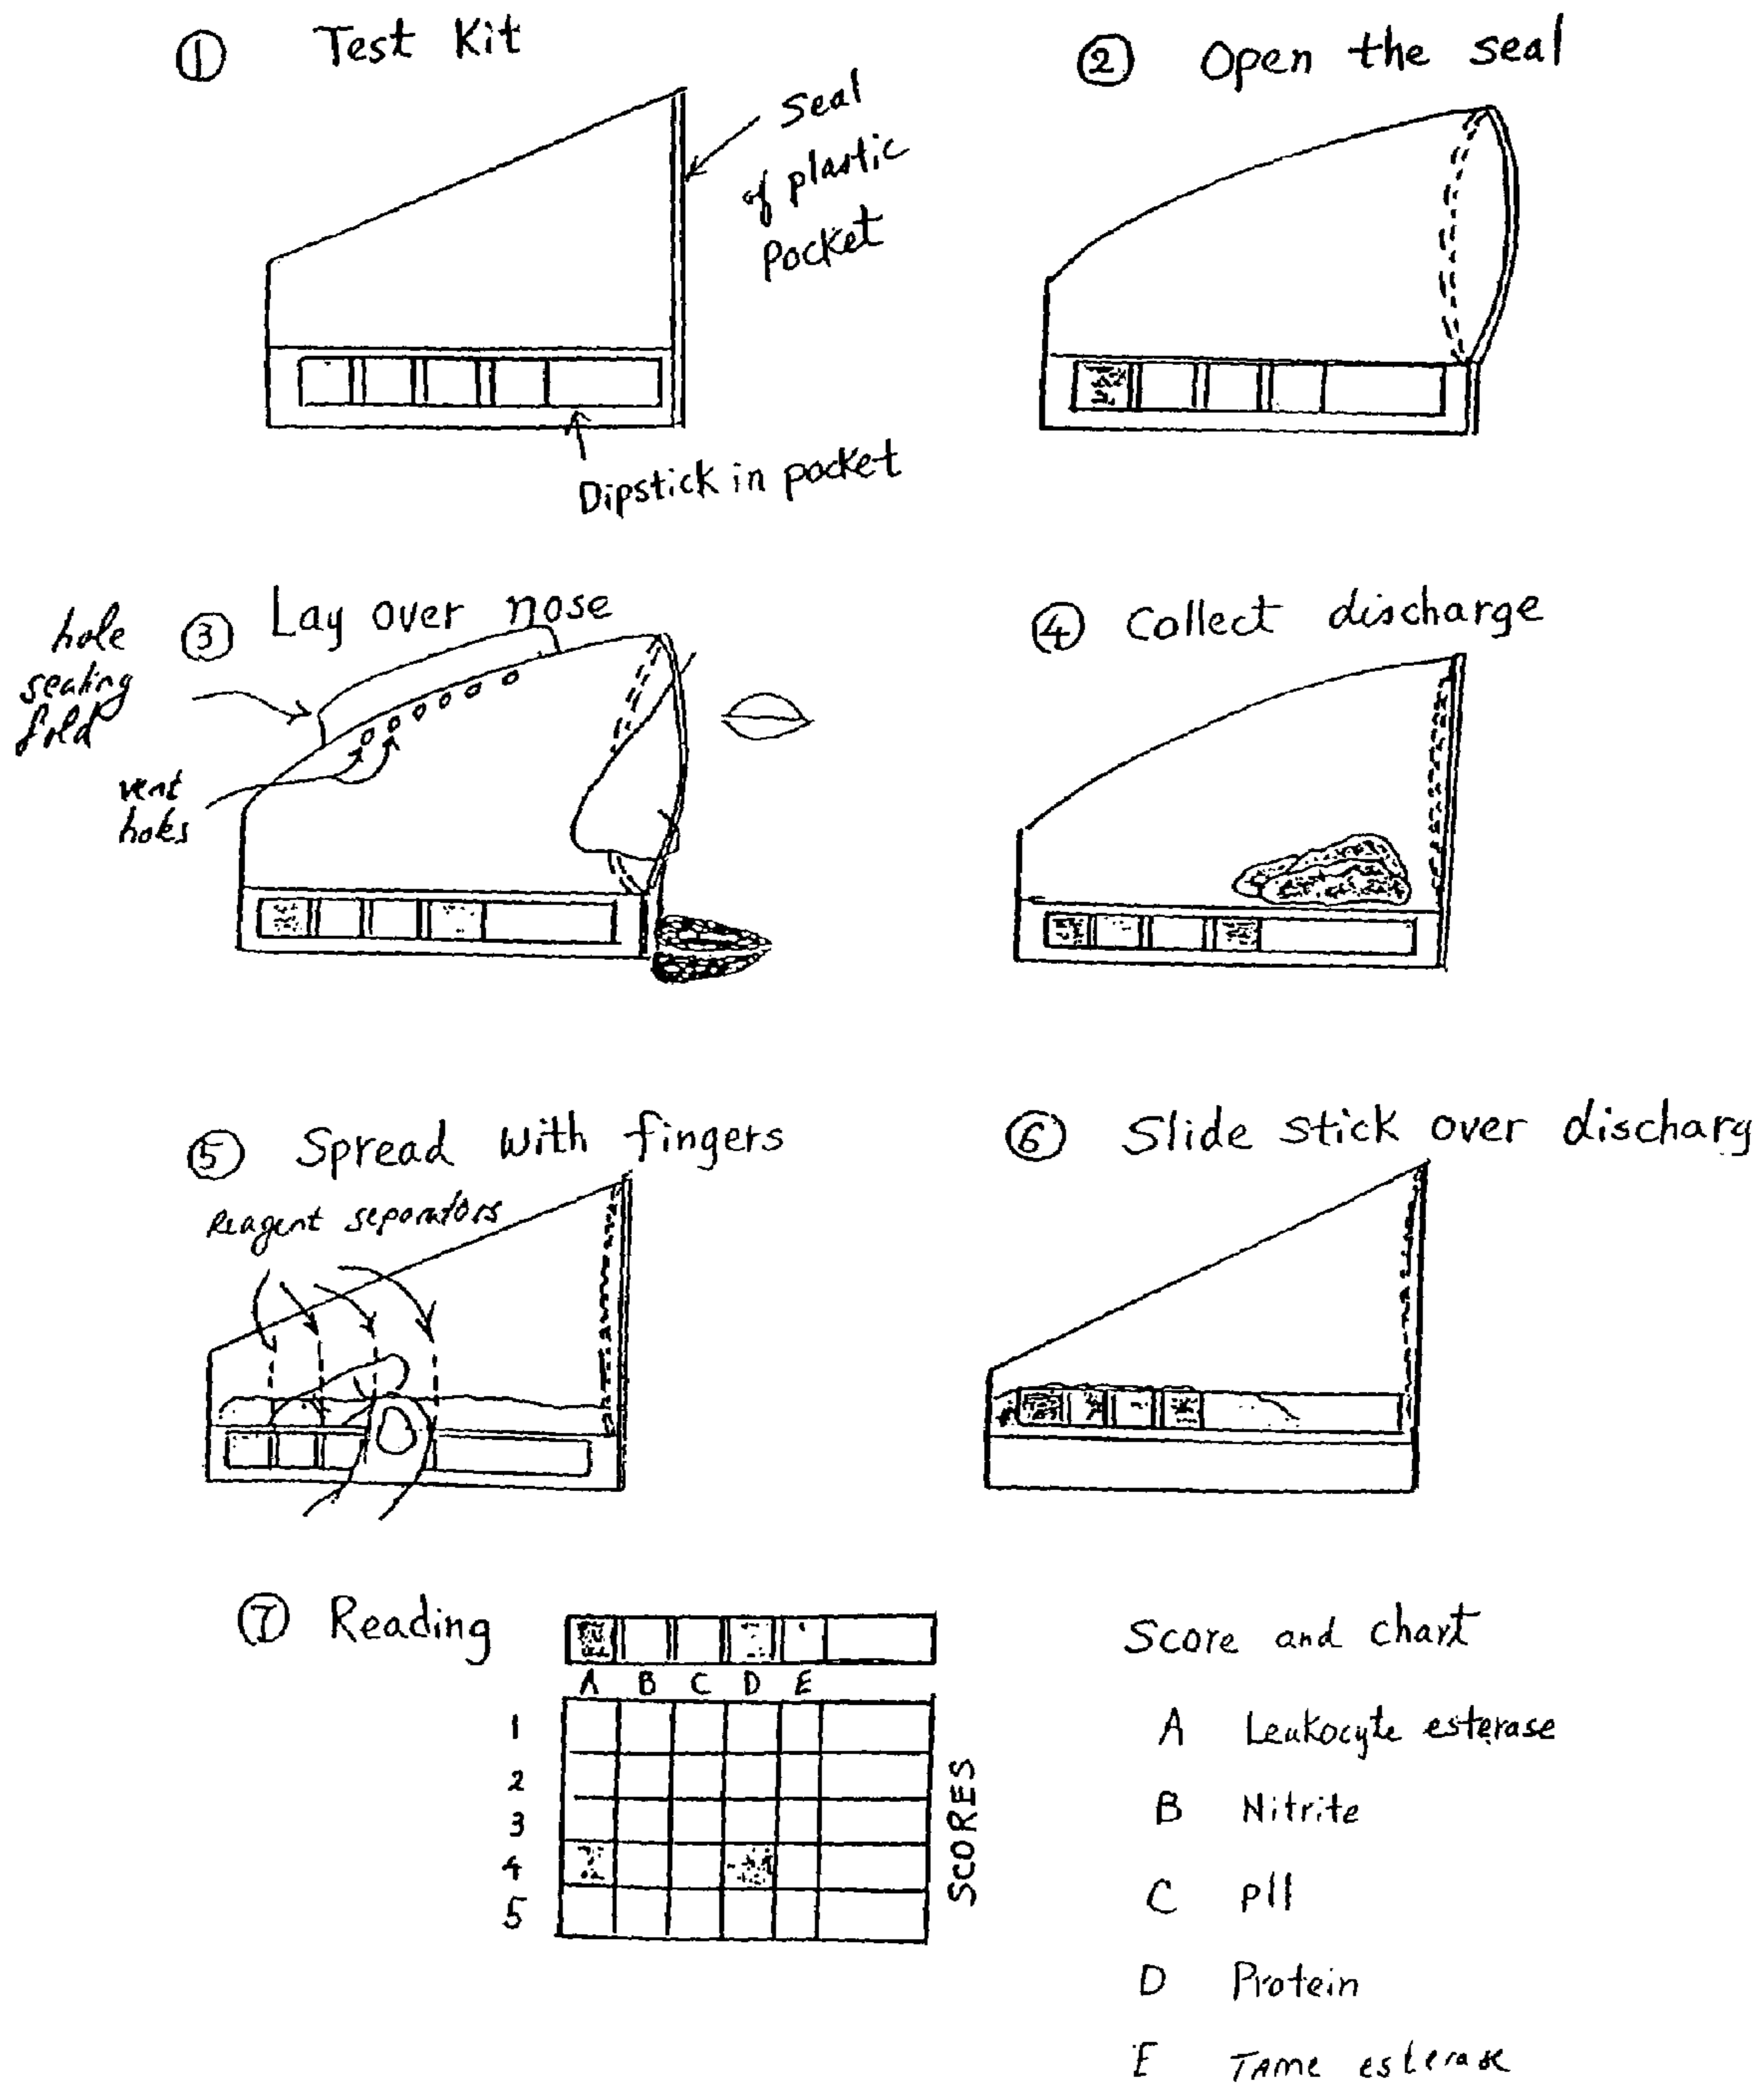 ① Test Kit
Seal
of plastic
Pocket
Dipstick in pocket
② Open the seal
③ Lay over nose
hole
sealing
fold
vent
holes
④ Collect discharge
⑤ Spread with fingers
Reagent separators
⑥ Slide stick over discharg
⑦ Reading
A B C D E
1
2
3
4
5
SCORES
Score and chart
A Leukocyte esterase
B Nitrite
C pH
D Protein
E TAME esterase